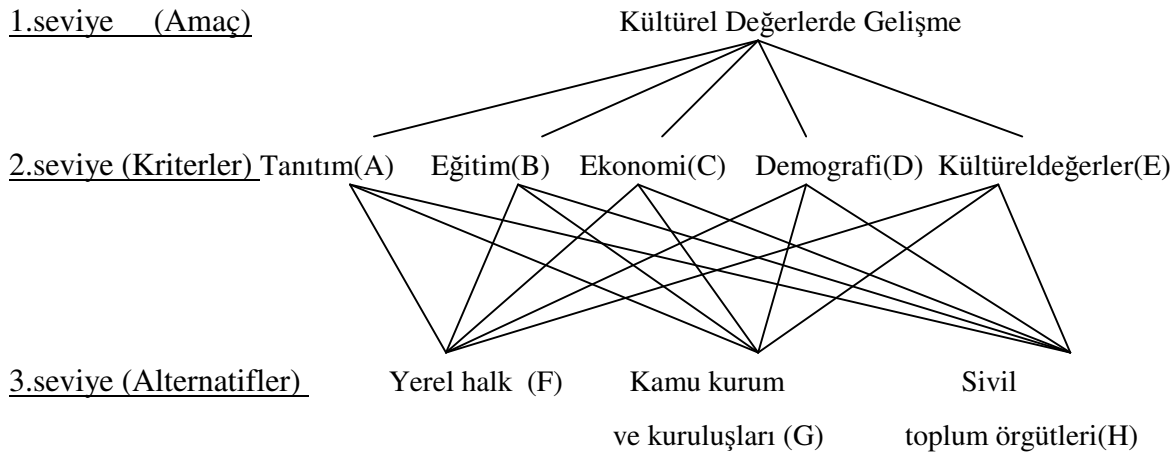 1.seviye (Amaç) Kültürel Değerlerde Gelişme
2.seviye (Kriterler) Tanıtım(A) Eğitim(B) Ekonomi(C) Demografi(D) Kültüreldeğerler(E)
3.seviye (Alternatifler) Yerel halk (F) Kamu kurum Sivil
ve kuruluşları (G) toplum örgütleri(H)